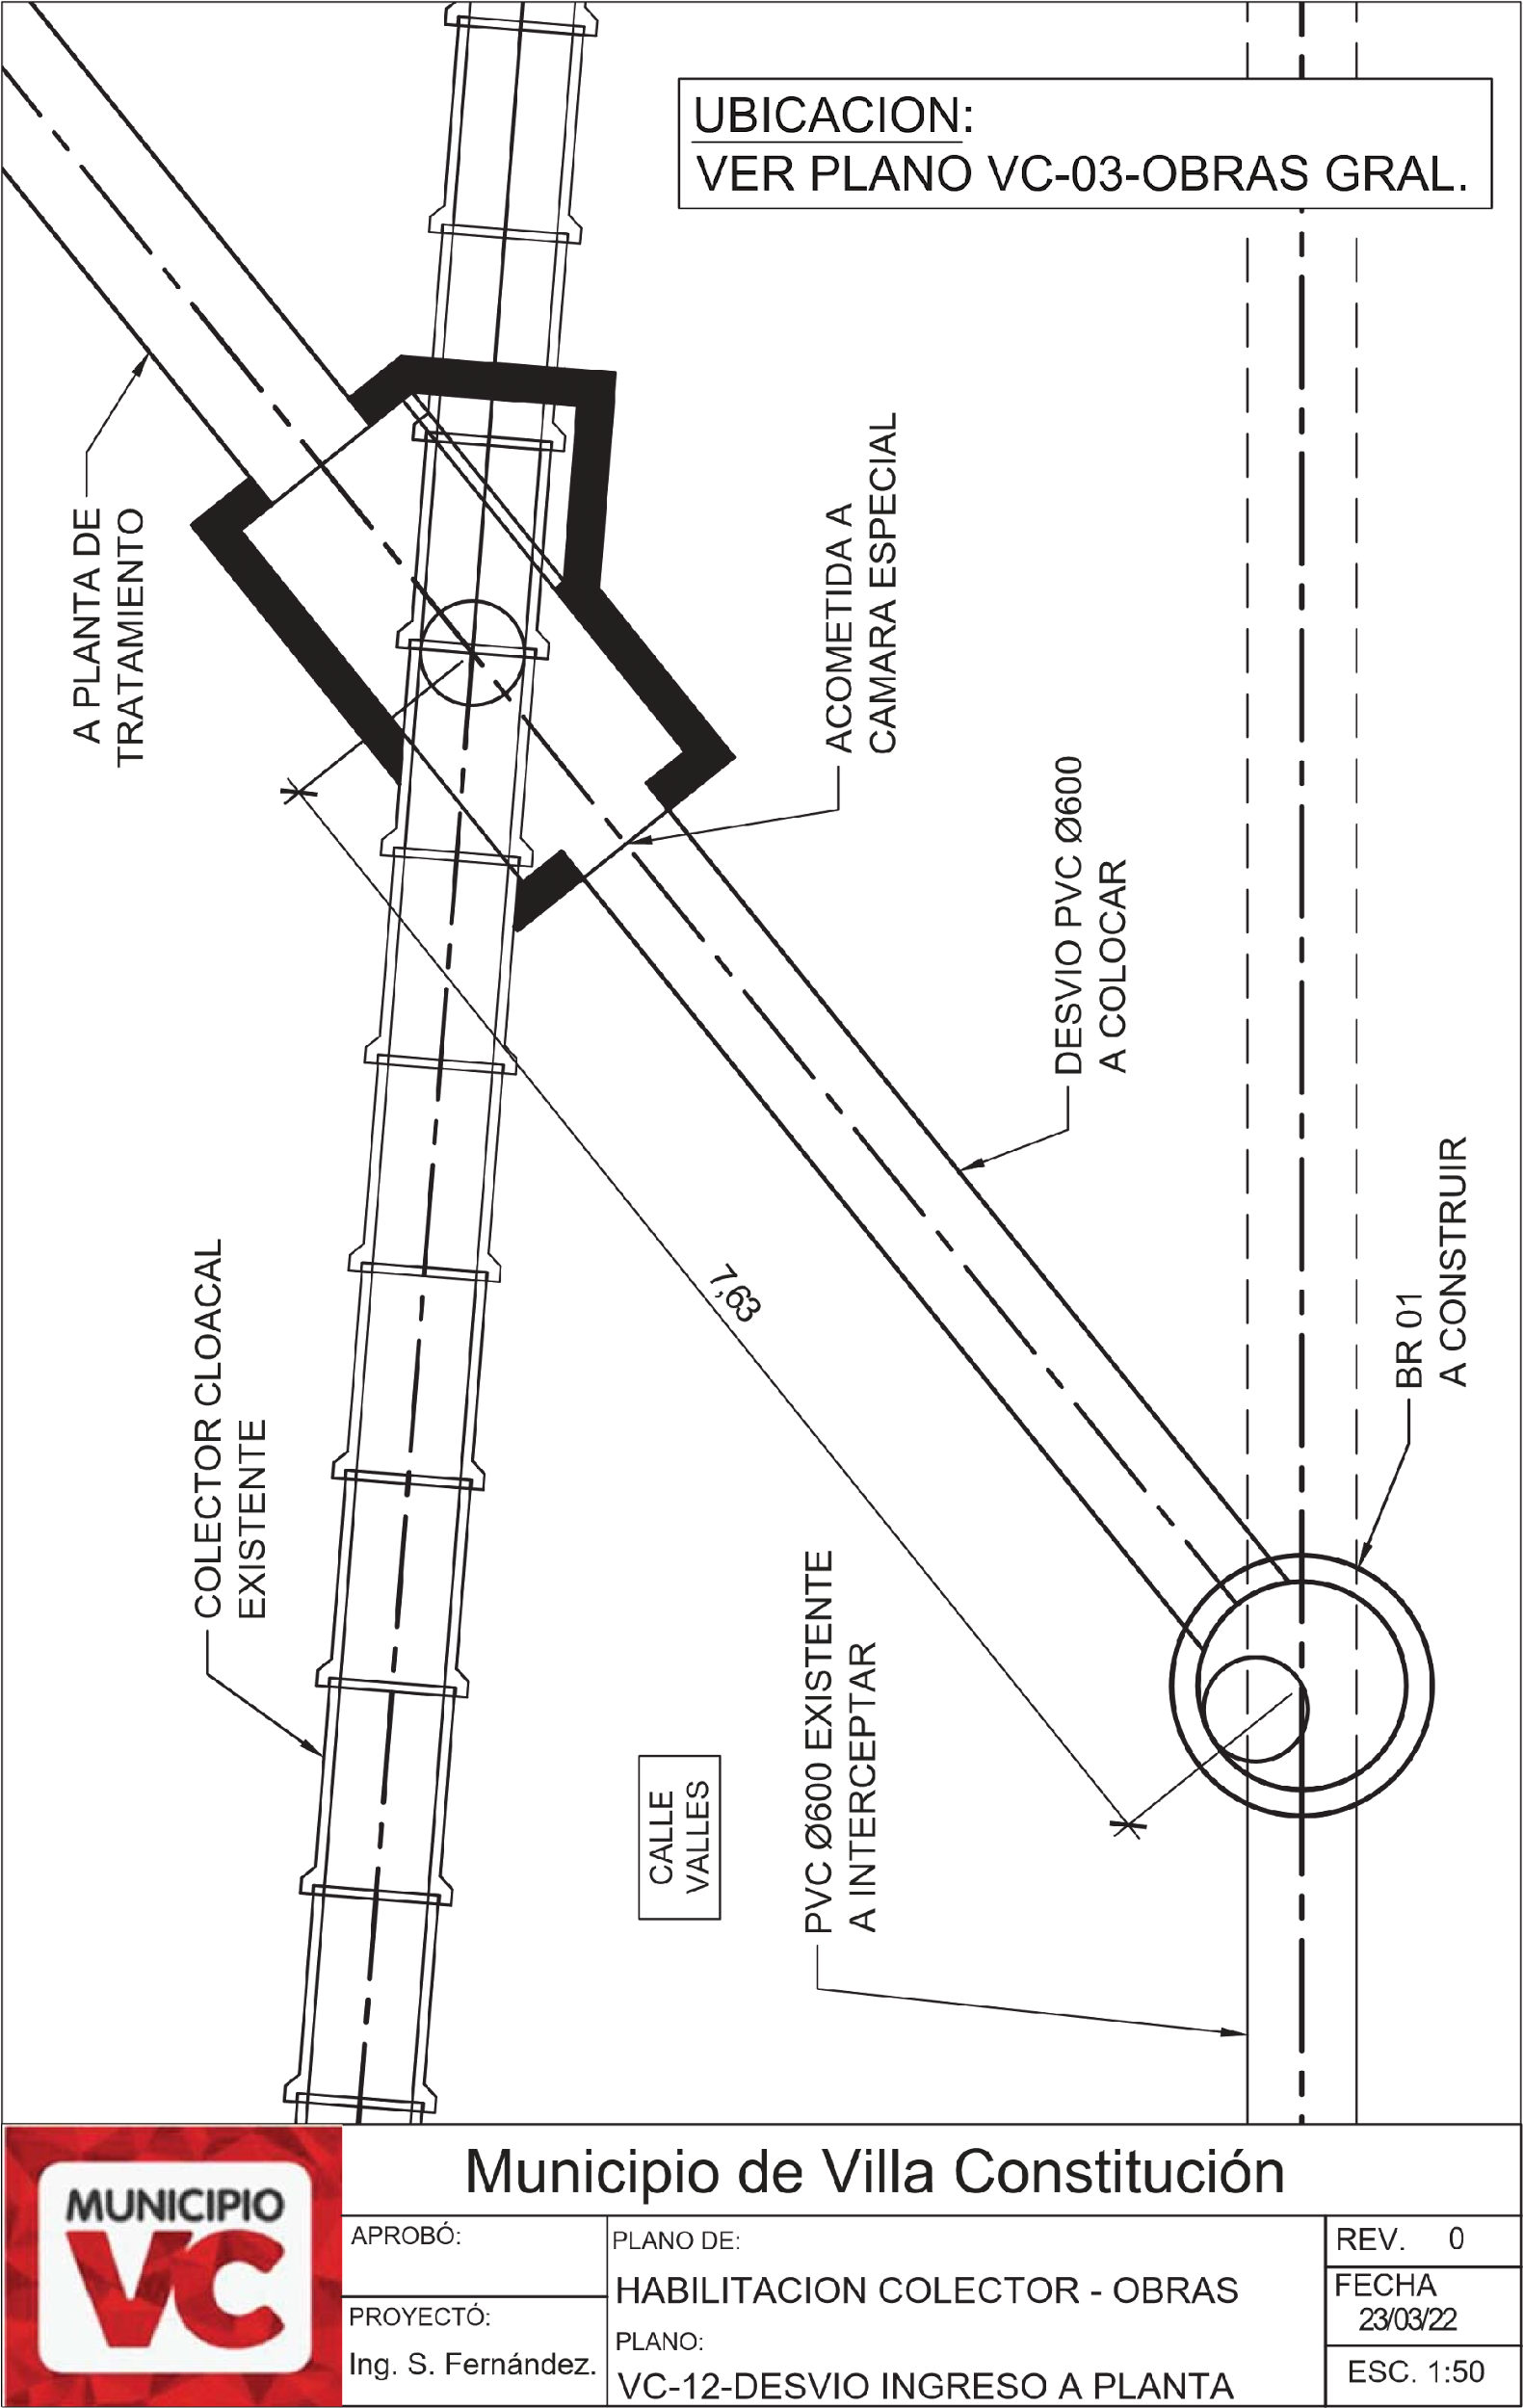 UBICACION:
VER PLANO VC-03-OBRAS GRAL.
A PLANTA DE
TRATAMIENTO
ACOMETIDA A
CAMARA ESPECIAL
DESVIO PVC Ø600
A COLOCAR
7,63
COLECTOR CLOACAL
EXISTENTE
BR 01
A CONSTRUIR
PVC Ø600 EXISTENTE
A INTERCEPTAR
CALLE
VALLES
MUNICIPIO
VC
Municipio de Villa Constitución
APROBÓ:
PROYECTÓ:
Ing. S. Fernández.
PLANO DE:
HABILITACION COLECTOR - OBRAS
PLANO:
VC-12-DESVIO INGRESO A PLANTA
REV. 0
FECHA
23/03/22
ESC. 1:50